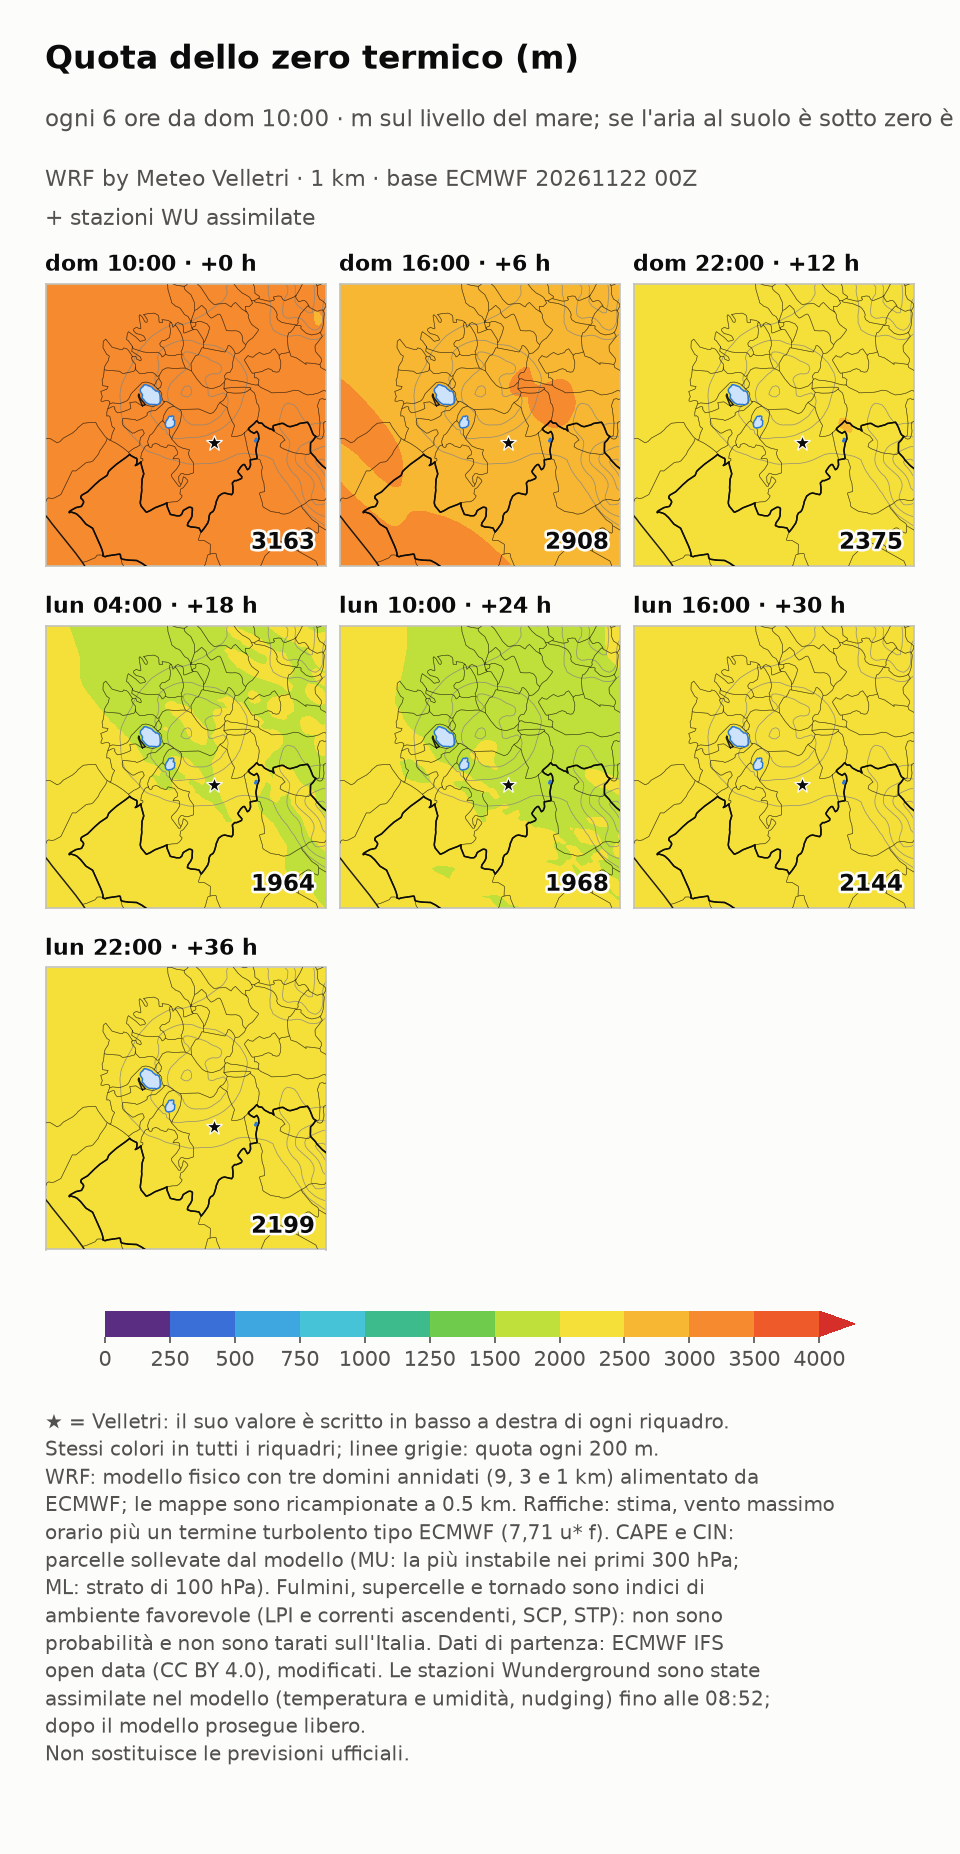 Quota dello zero termico (m)
ogni 6 ore da dom 10:00 · m sul livello del mare; se l'aria al suolo è sotto zero è
WRF by Meteo Velletri · 1 km · base ECMWF 20261122 00Z
+ stazioni WU assimilate
dom 10:00 · +0 h
dom 16:00 · +6 h
dom 22:00 · +12 h
3163
2908
2375
lun 04:00 · +18 h
lun 10:00 · +24 h
lun 16:00 · +30 h
1964
1968
2144
lun 22:00 · +36 h
2199
0 250 500 750 1000 1250 1500 2000 2500 3000 3500 4000
★ = Velletri: il suo valore è scritto in basso a destra di ogni riquadro.
Stessi colori in tutti i riquadri; linee grigie: quota ogni 200 m.
WRF: modello fisico con tre domini annidati (9, 3 e 1 km) alimentato da
ECMWF; le mappe sono ricampionate a 0.5 km. Raffiche: stima, vento massimo
orario più un termine turbolento tipo ECMWF (7,71 u* f). CAPE e CIN:
parcelle sollevate dal modello (MU: la più instabile nei primi 300 hPa;
ML: strato di 100 hPa). Fulmini, supercelle e tornado sono indici di
ambiente favorevole (LPI e correnti ascendenti, SCP, STP): non sono
probabilità e non sono tarati sull'Italia. Dati di partenza: ECMWF IFS
open data (CC BY 4.0), modificati. Le stazioni Wunderground sono state
assimilate nel modello (temperatura e umidità, nudging) fino alle 08:52;
dopo il modello prosegue libero.
Non sostituisce le previsioni ufficiali.